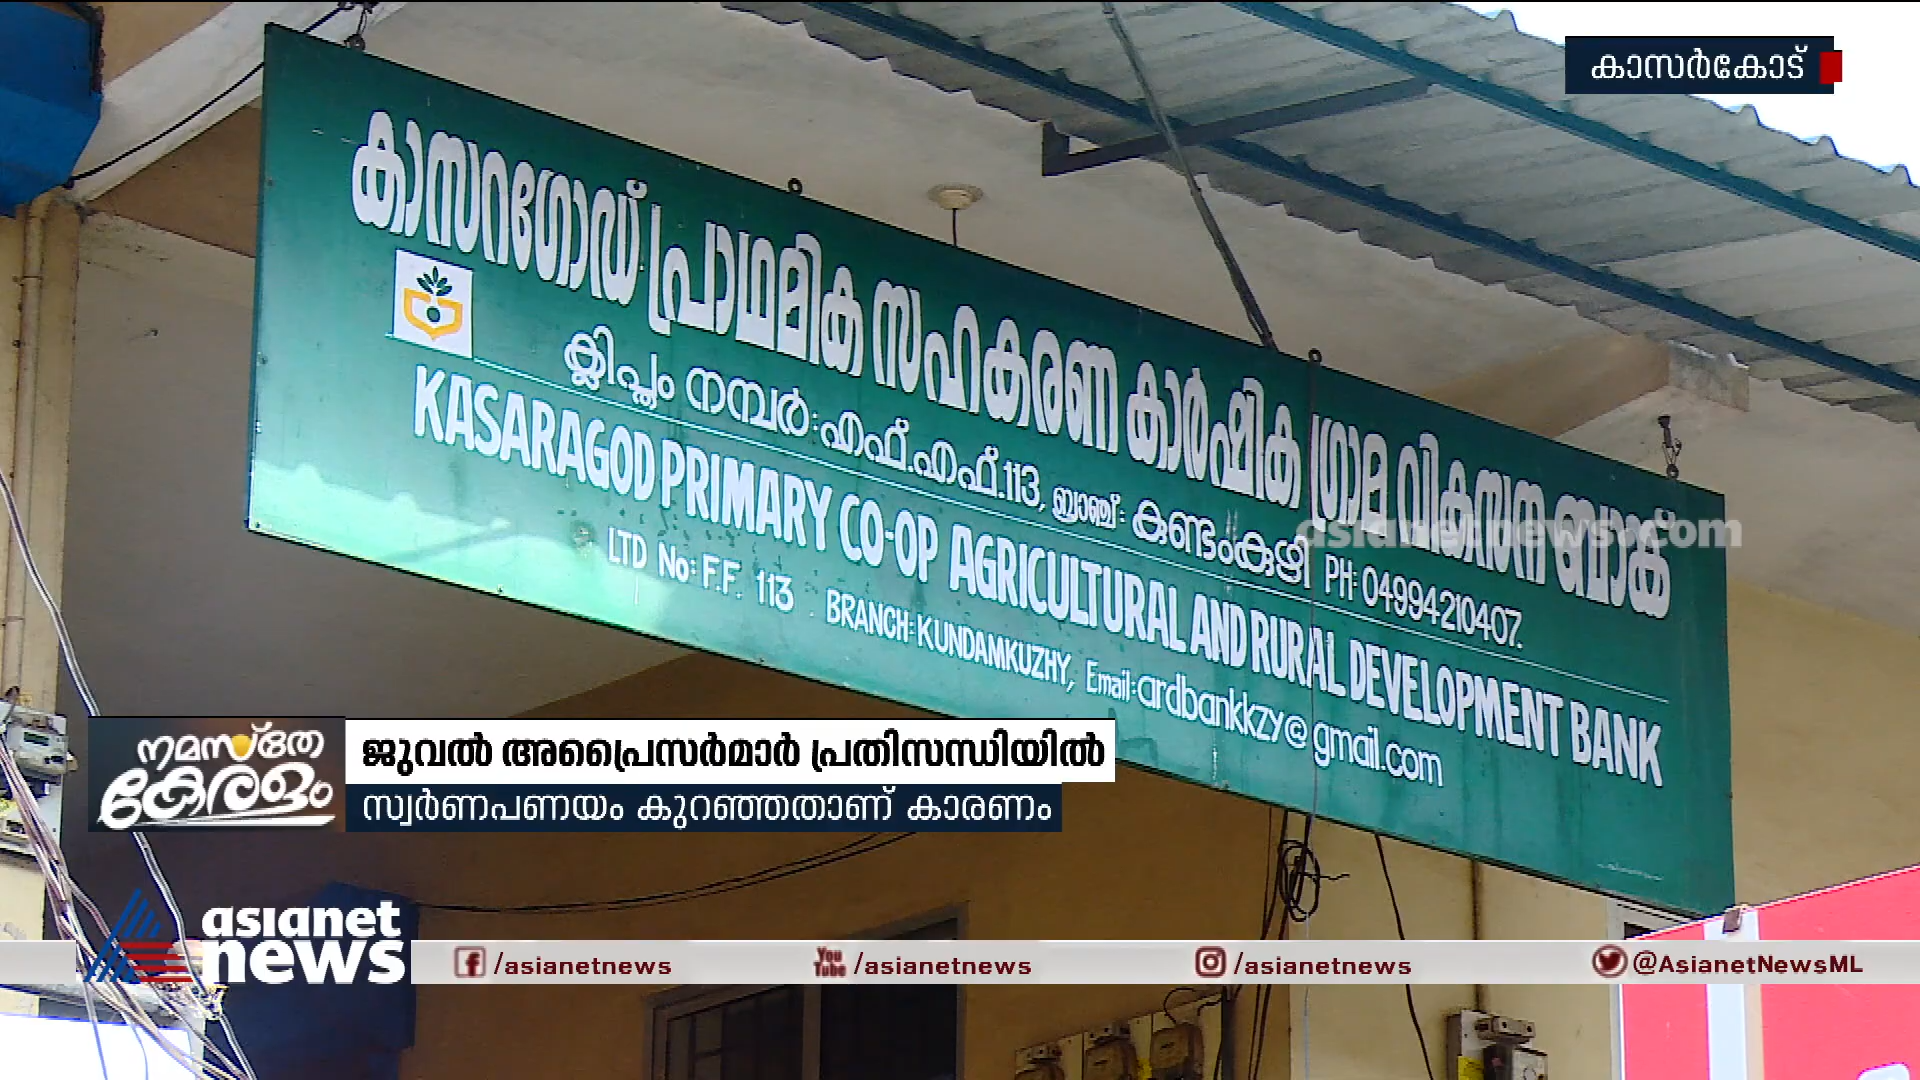 കാസർകോട്
കാസറഗോഡ് പ്രാഥമിക സഹകരണ കാർഷിക ഗ്രാമ വികസന ബാങ്ക്
ക്ലിപ്തം നമ്പർ:എഫ്.എഫ്.113, ബ്രാഞ്ച്: കുണ്ടംകുഴി PH: 04994210407.
KASARAGOD PRIMARY CO-OP AGRICULTURAL AND RURAL DEVELOPMENT BANK
LTD No: F.F. 113 . BRANCH:KUNDAMKUZHY, Email:ardbankkzy@gmail.com
asianetnews.com
നമസ്തേ
കേരളം
ജുവൽ അപ്രൈസർമാർ പ്രതിസന്ധിയിൽ
സ്വർണപണയം കുറഞ്ഞതാണ് കാരണം
asianet
news
/asianetnews
You
Tube
/asianetnews
/asianetnews
@AsianetNewsML